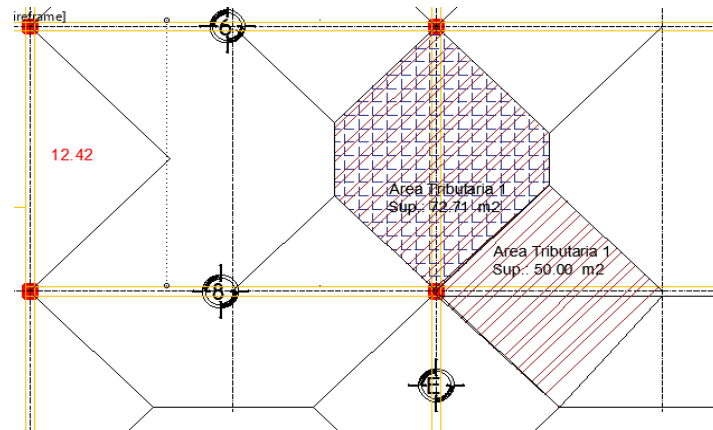 ireframe]
6
12.42
Area Tributaria 1
Sup.: 72.71 m2
Area Tributaria 1
Sup.: 50.00 m2
8
E